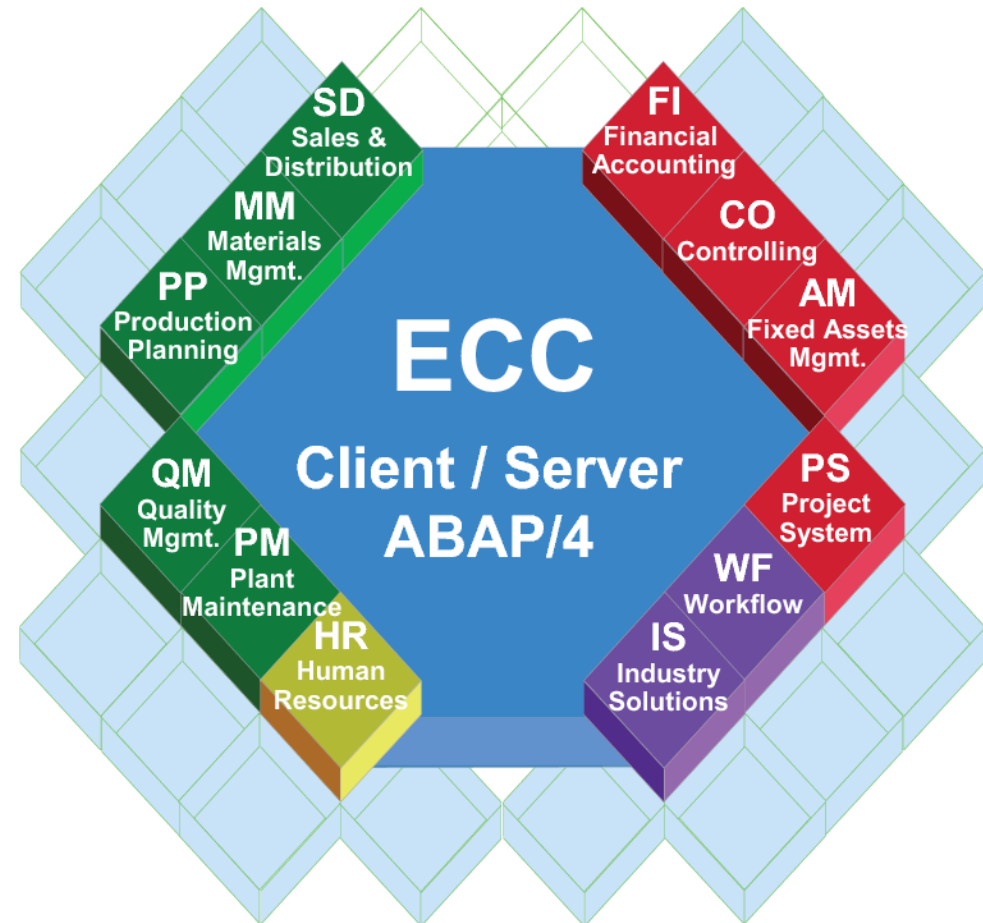 SD
Sales &
Distribution
MM
Materials
Mgmt.
PP
Production
Planning
FI
Financial
Accounting
CO
Controlling
AM
Fixed Assets
Mgmt.
ECC
Client / Server
ABAP/4
QM
Quality
Mgmt.
PM
Plant
Maintenance
HR
Human
Resources
PS
Project
System
WF
Workflow
IS
Industry
Solutions